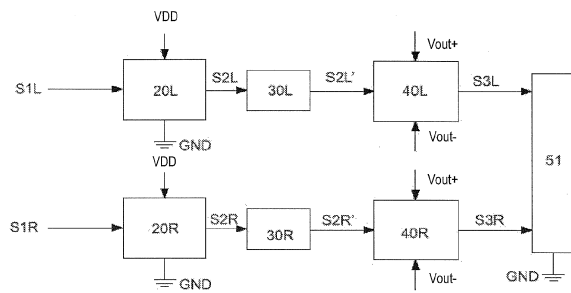 VDD
Vout+
S1L
20L
S2L
30L
S2L'
40L
S3L
GND
Vout-
51
VDD
Vout+
S1R
20R
S2R
30R
S2R'
40R
S3R
GND
Vout-
GND